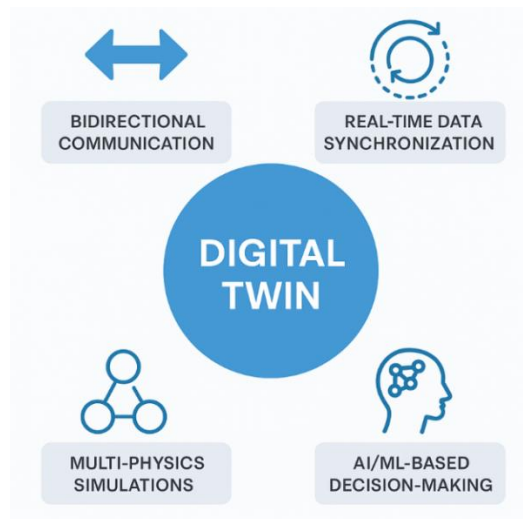 BIDIRECTIONAL
COMMUNICATION
REAL-TIME DATA
SYNCHRONIZATION
DIGITAL
TWIN
MULTI-PHYSICS
SIMULATIONS
AI/ML-BASED
DECISION-MAKING